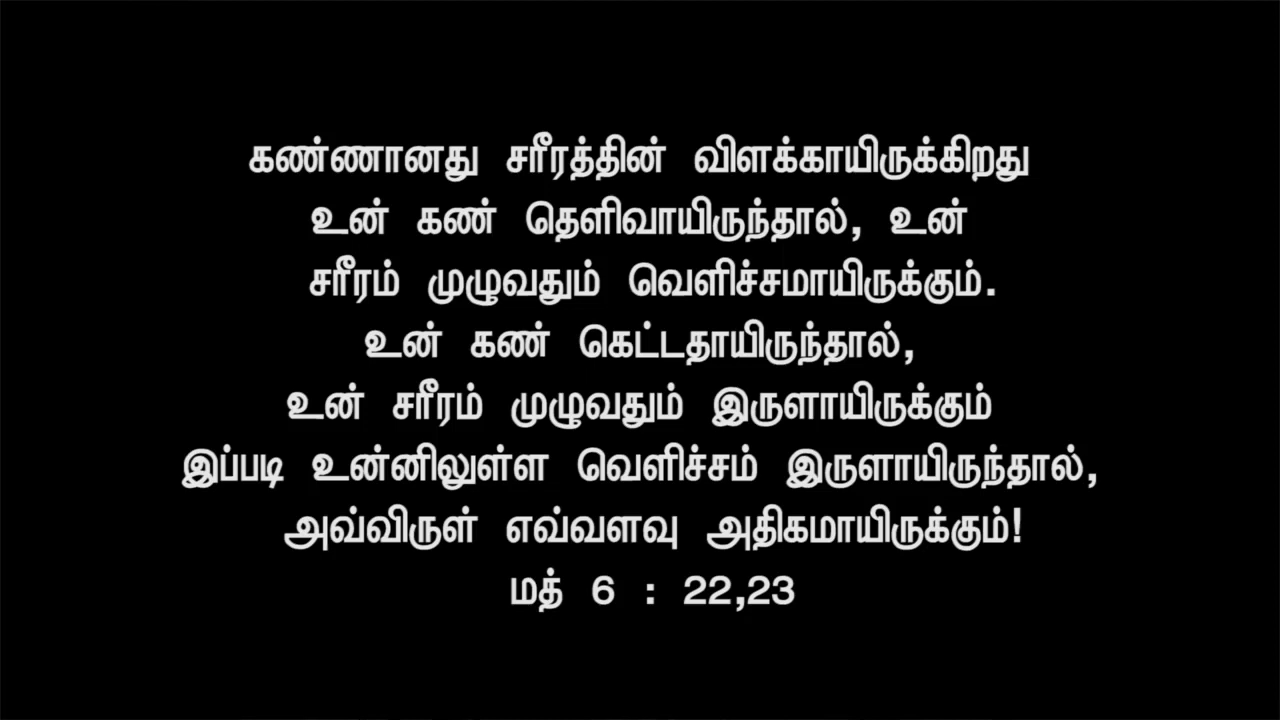 கண்ணானது சரீரத்தின் விளக்காயிருக்கிறது
உன் கண் தெளிவாயிருந்தால், உன்
சரீரம் முழுவதும் வெளிச்சமாயிருக்கும்.
உன் கண் கெட்டதாயிருந்தால்,
உன் சரீரம் முழுவதும் இருளாயிருக்கும்
இப்படி உன்னிலுள்ள வெளிச்சம் இருளாயிருந்தால்,
அவ்விருள் எவ்வளவு அதிகமாயிருக்கும்!
மத் 6 : 22,23